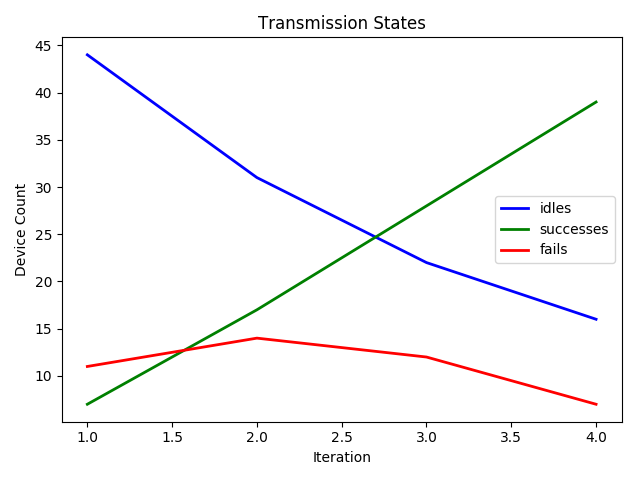 Transmission States
45
40
35
30
25
20
15
10
Device Count
idles
successes
fails
1.0 1.5 2.0 2.5 3.0 3.5 4.0
Iteration